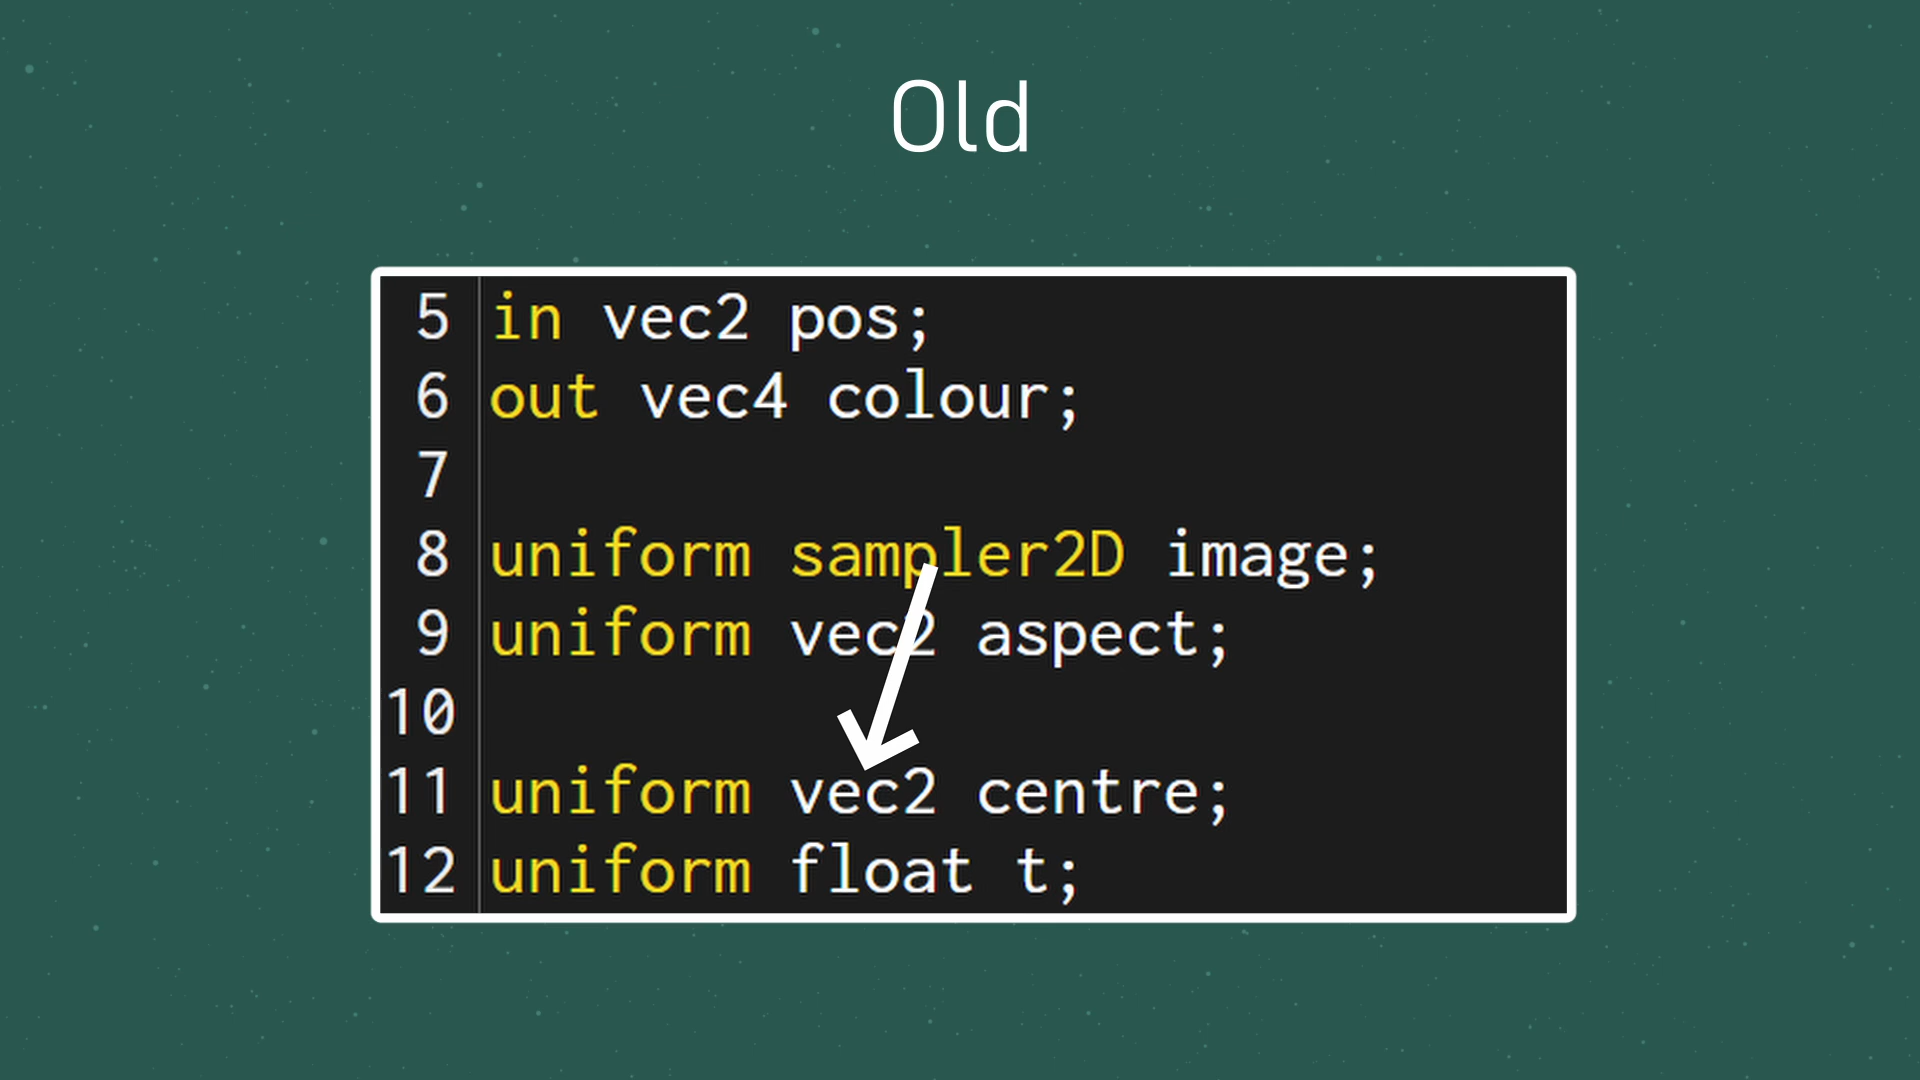 Old
5 in vec2 pos;
6 out vec4 colour;
7
8 uniform sampler2D image;
9 uniform vec2 aspect;
10
11 uniform vec2 centre;
12 uniform float t;